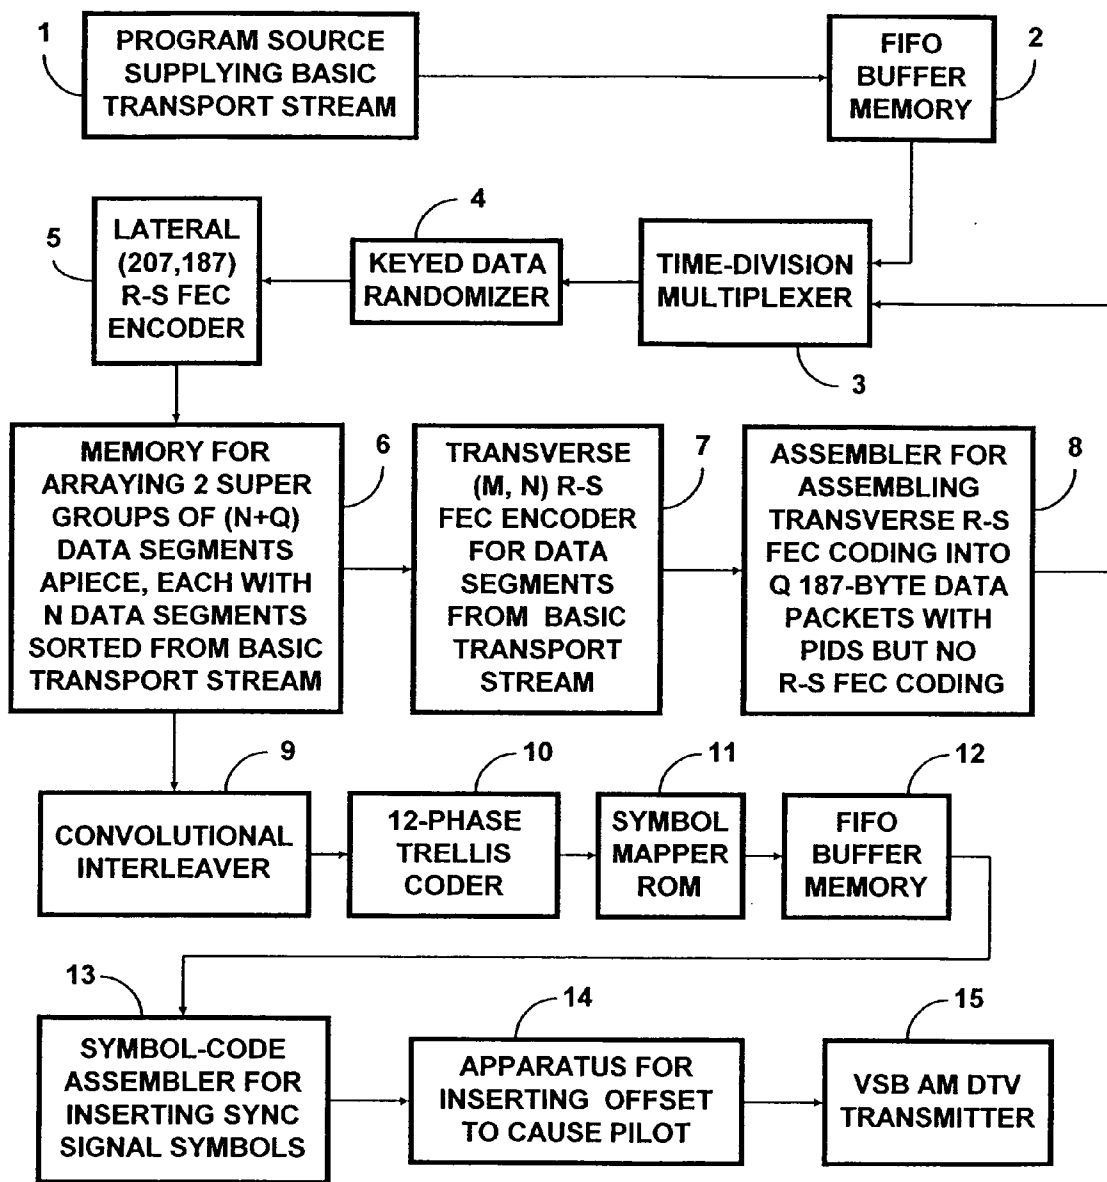 1
PROGRAM SOURCE
SUPPLYING BASIC
TRANSPORT STREAM
FIFO
BUFFER
MEMORY
2
5
LATERAL
(207,187)
R-S FEC
ENCODER
4
KEYED DATA
RANDOMIZER
TIME-DIVISION
MULTIPLEXER
3
MEMORY FOR
ARRAYING 2 SUPER
GROUPS OF (N+Q)
DATA SEGMENTS
APIECE, EACH WITH
N DATA SEGMENTS
SORTED FROM BASIC
TRANSPORT STREAM
6
TRANSVERSE
(M, N) R-S
FEC ENCODER
FOR DATA
SEGMENTS
FROM BASIC
TRANSPORT
STREAM
7
ASSEMBLER FOR
ASSEMBLING
TRANSVERSE R-S
FEC CODING INTO
Q 187-BYTE DATA
PACKETS WITH
PIDS BUT NO
R-S FEC CODING
8
9
CONVOLUTIONAL
INTERLEAVER
10
12-PHASE
TRELLIS
CODER
11
SYMBOL
MAPPER
ROM
12
FIFO
BUFFER
MEMORY
13
SYMBOL-CODE
ASSEMBLER FOR
INSERTING SYNC
SIGNAL SYMBOLS
14
APPARATUS FOR
INSERTING OFFSET
TO CAUSE PILOT
15
VSB AM DTV
TRANSMITTER